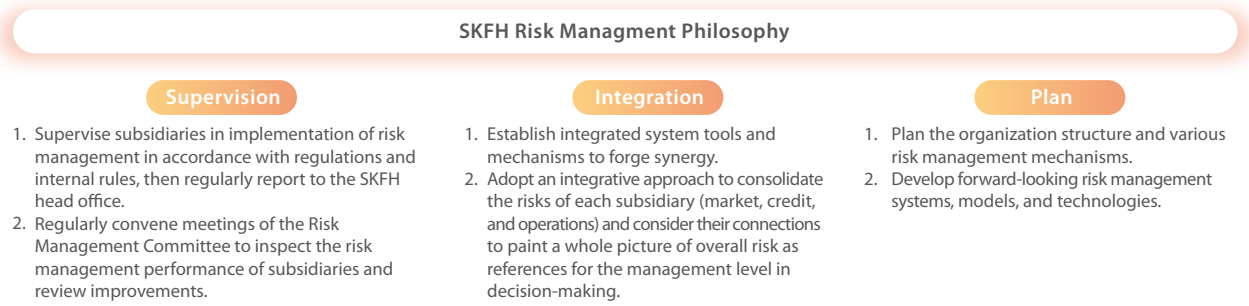 SKFH Risk Managment Philosophy
Supervision
1. Supervise subsidiaries in implementation of risk
management in accordance with regulations and
internal rules, then regularly report to the SKFH
head office.
2. Regularly convene meetings of the Risk
Management Committee to inspect the risk
management performance of subsidiaries and
review improvements.
Integration
1. Establish integrated system tools and
mechanisms to forge synergy.
2. Adopt an integrative approach to consolidate
the risks of each subsidiary (market, credit,
and operations) and consider their connections
to paint a whole picture of overall risk as
references for the management level in
decision-making.
Plan
1. Plan the organization structure and various
risk management mechanisms.
2. Develop forward-looking risk management
systems, models, and technologies.